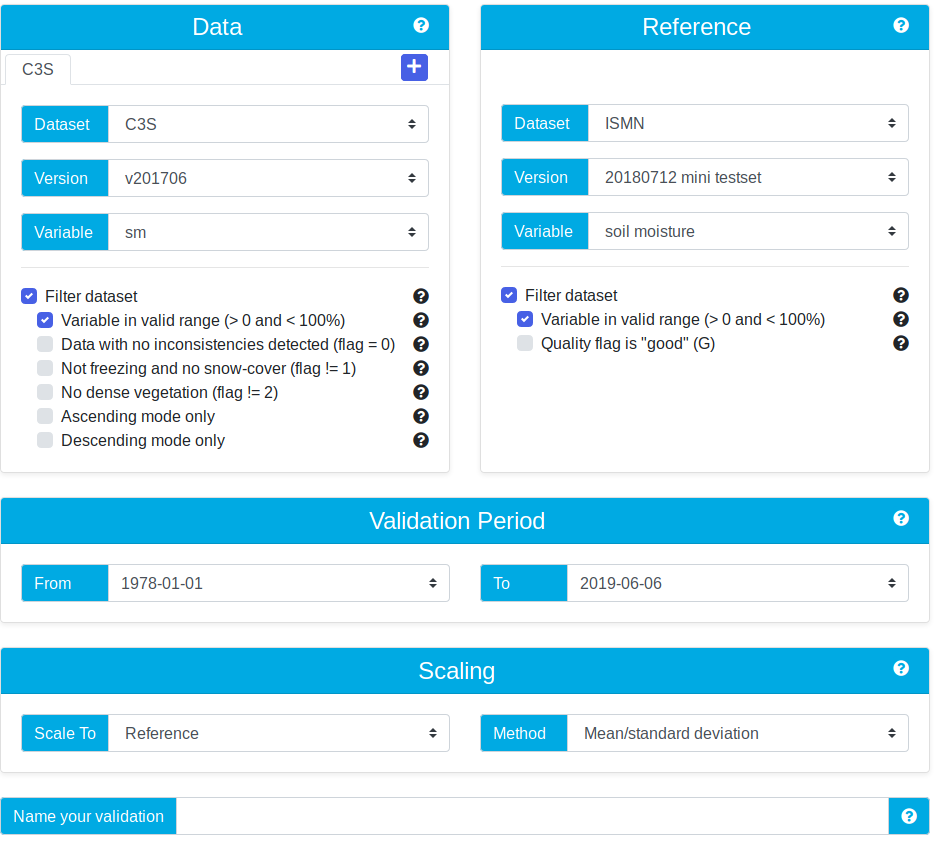 Data
C3S
Dataset C3S
Version v201706
Variable sm
Filter dataset
Variable in valid range (> 0 and < 100%)
Data with no inconsistencies detected (flag = 0)
Not freezing and no snow-cover (flag != 1)
No dense vegetation (flag != 2)
Ascending mode only
Descending mode only
Reference
Dataset ISMN
Version 20180712 mini testset
Variable soil moisture
Filter dataset
Variable in valid range (> 0 and < 100%)
Quality flag is "good" (G)
Validation Period
From 1978-01-01
To 2019-06-06
Scaling
Scale To Reference
Method Mean/standard deviation
Name your validation